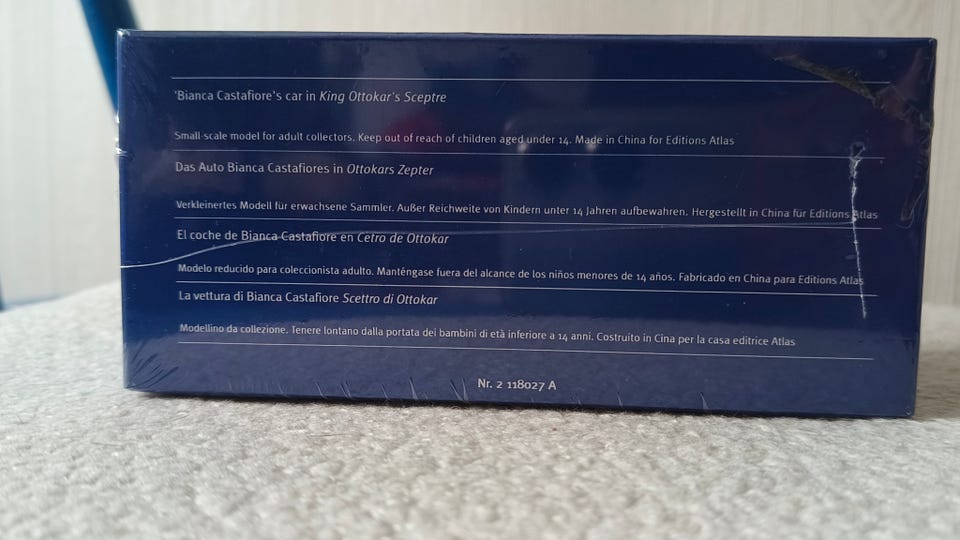 'Bianca Castafiore's car in King Ottokar's Sceptre
Small-scale model for adult collectors. Keep out of reach of children aged under 14. Made in China for Editions Atlas
Das Auto Bianca Castafiores in Ottokars Zepter
Verkleinertes Modell für erwachsene Sammler. Außer Reichweite von Kindern unter 14 Jahren aufbewahren. Hergestellt in China für Editions Atlas
El coche de Bianca Castafiore en Cetro de Ottokar
Modelo reducido para coleccionista adulto. Manténgase fuera del alcance de los niños menores de 14 años. Fabricado en China para Editions Atlas
La vettura di Bianca Castafiore Scettro di Ottokar
Modellino da collezione. Tenere lontano dalla portata dei bambini di età inferiore a 14 anni. Costruito in Cina per la casa editrice Atlas
Nr. 2 118027 A